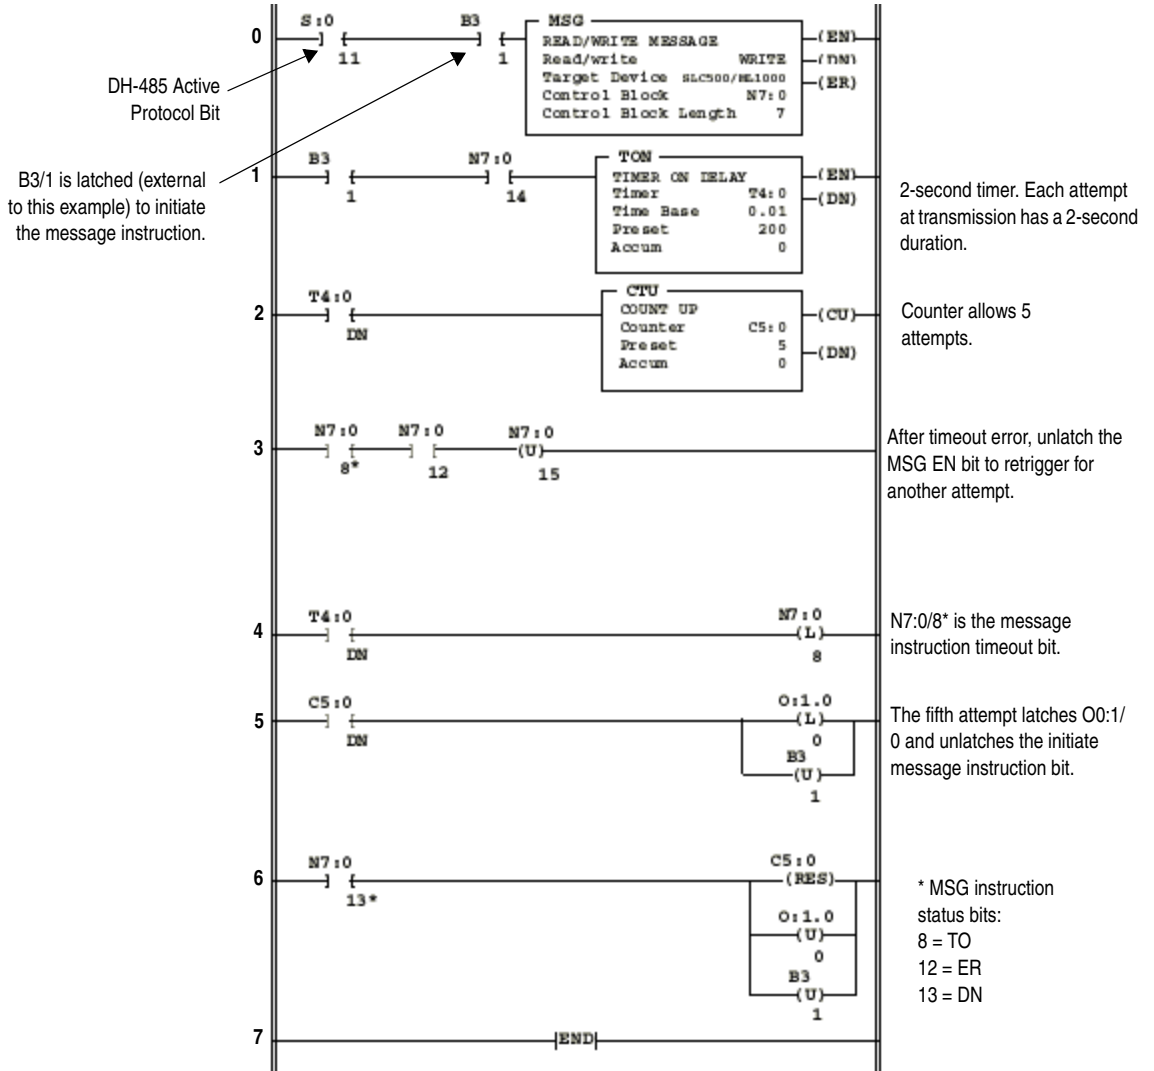 S:0
B3
0
11
1
MSG
READ/WRITE MESSAGE
Read/write WRITE
Target Device SLC500/ML1000
Control Block N7:0
Control Block Length 7
(EN)
(DN)
(ER)
DH-485 Active
Protocol Bit
B3/1 is latched (external
to this example) to initiate
the message instruction.
B3
N7:0
1
1
14
TON
TIMER ON DELAY
Timer T4:0
Time Base 0.01
Preset 200
Accum 0
(EN)
(DN)
2-second timer. Each attempt
at transmission has a 2-second
duration.
T4:0
2
DN
CTU
COUNT UP
Counter C5:0
Preset 5
Accum 0
(CU)
(DN)
Counter allows 5
attempts.
N7:0
N7:0
N7:0
3
(U)
8*
12
15
After timeout error, unlatch the
MSG EN bit to retrigger for
another attempt.
T4:0
N7:0
4
(L)
DN
8
N7:0/8* is the message
instruction timeout bit.
C5:0
O:1.0
5
(L)
DN
0
B3
(U)
1
The fifth attempt latches O0:1/
0 and unlatches the initiate
message instruction bit.
N7:0
C5:0
6
(RES)
13*
O:1.0
(U)
0
B3
(U)
1
* MSG instruction
status bits:
8 = TO
12 = ER
13 = DN
7
END